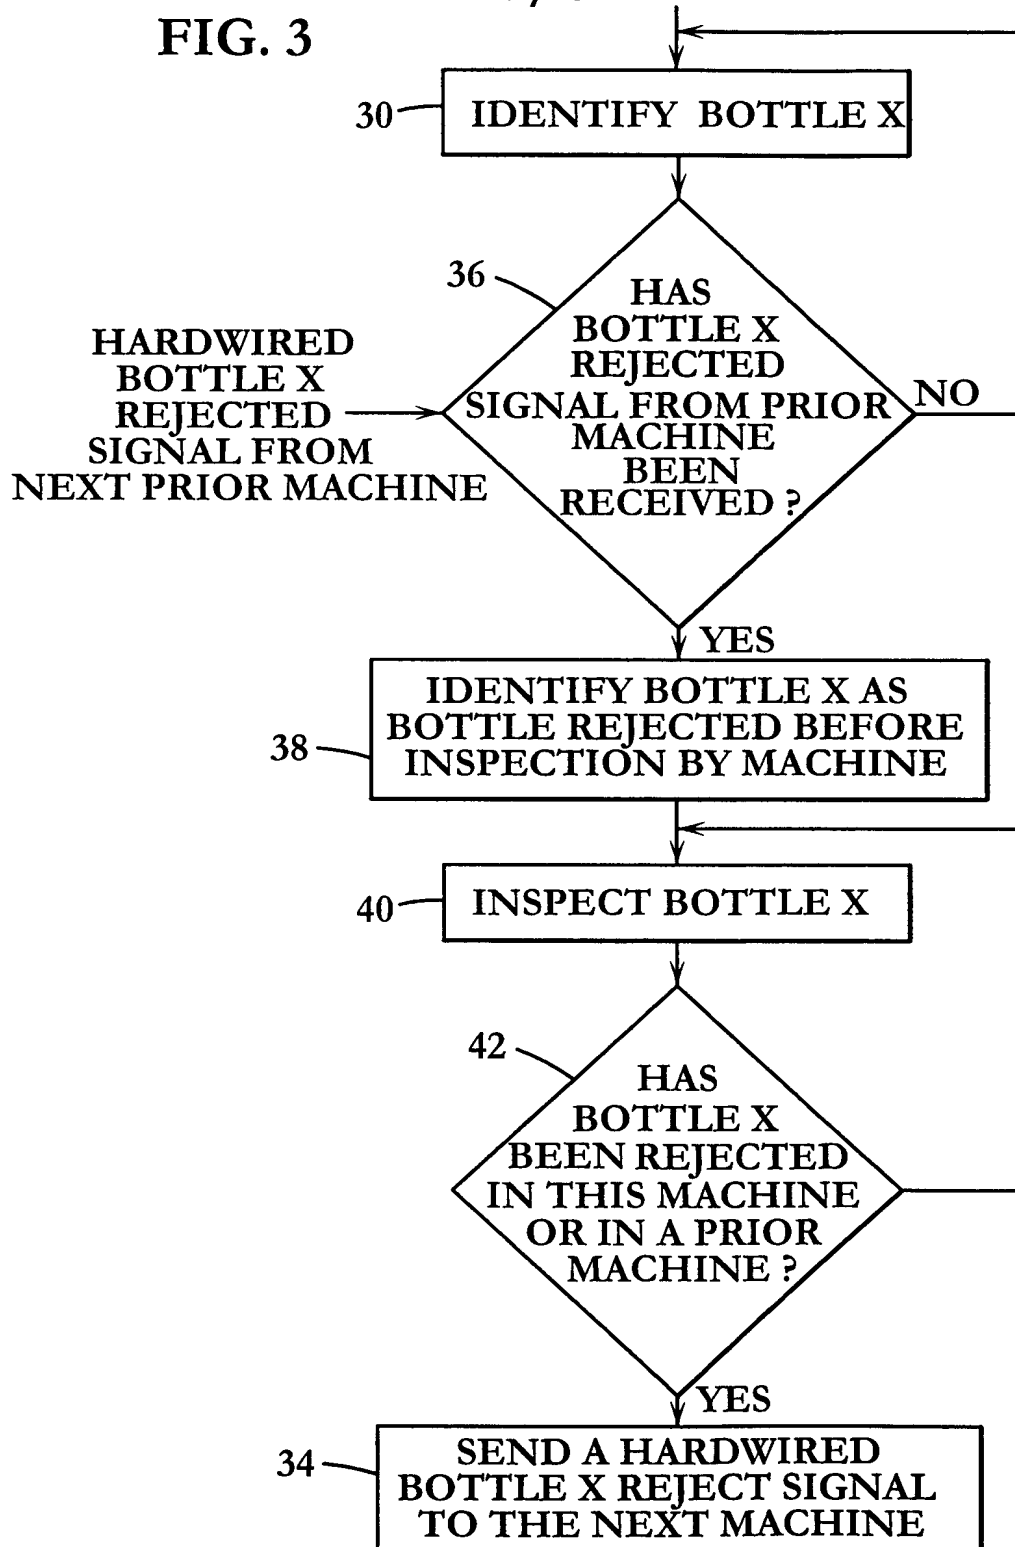 FIG. 3
30
IDENTIFY BOTTLE X
36
HAS
BOTTLE X
REJECTED
SIGNAL FROM PRIOR
MACHINE
BEEN
RECEIVED ?
NO
HARDWIRED
BOTTLE X
REJECTED
SIGNAL FROM
NEXT PRIOR MACHINE
YES
38
IDENTIFY BOTTLE X AS
BOTTLE REJECTED BEFORE
INSPECTION BY MACHINE
40
INSPECT BOTTLE X
42
HAS
BOTTLE X
BEEN REJECTED
IN THIS MACHINE
OR IN A PRIOR
MACHINE ?
YES
34
SEND A HARDWIRED
BOTTLE X REJECT SIGNAL
TO THE NEXT MACHINE